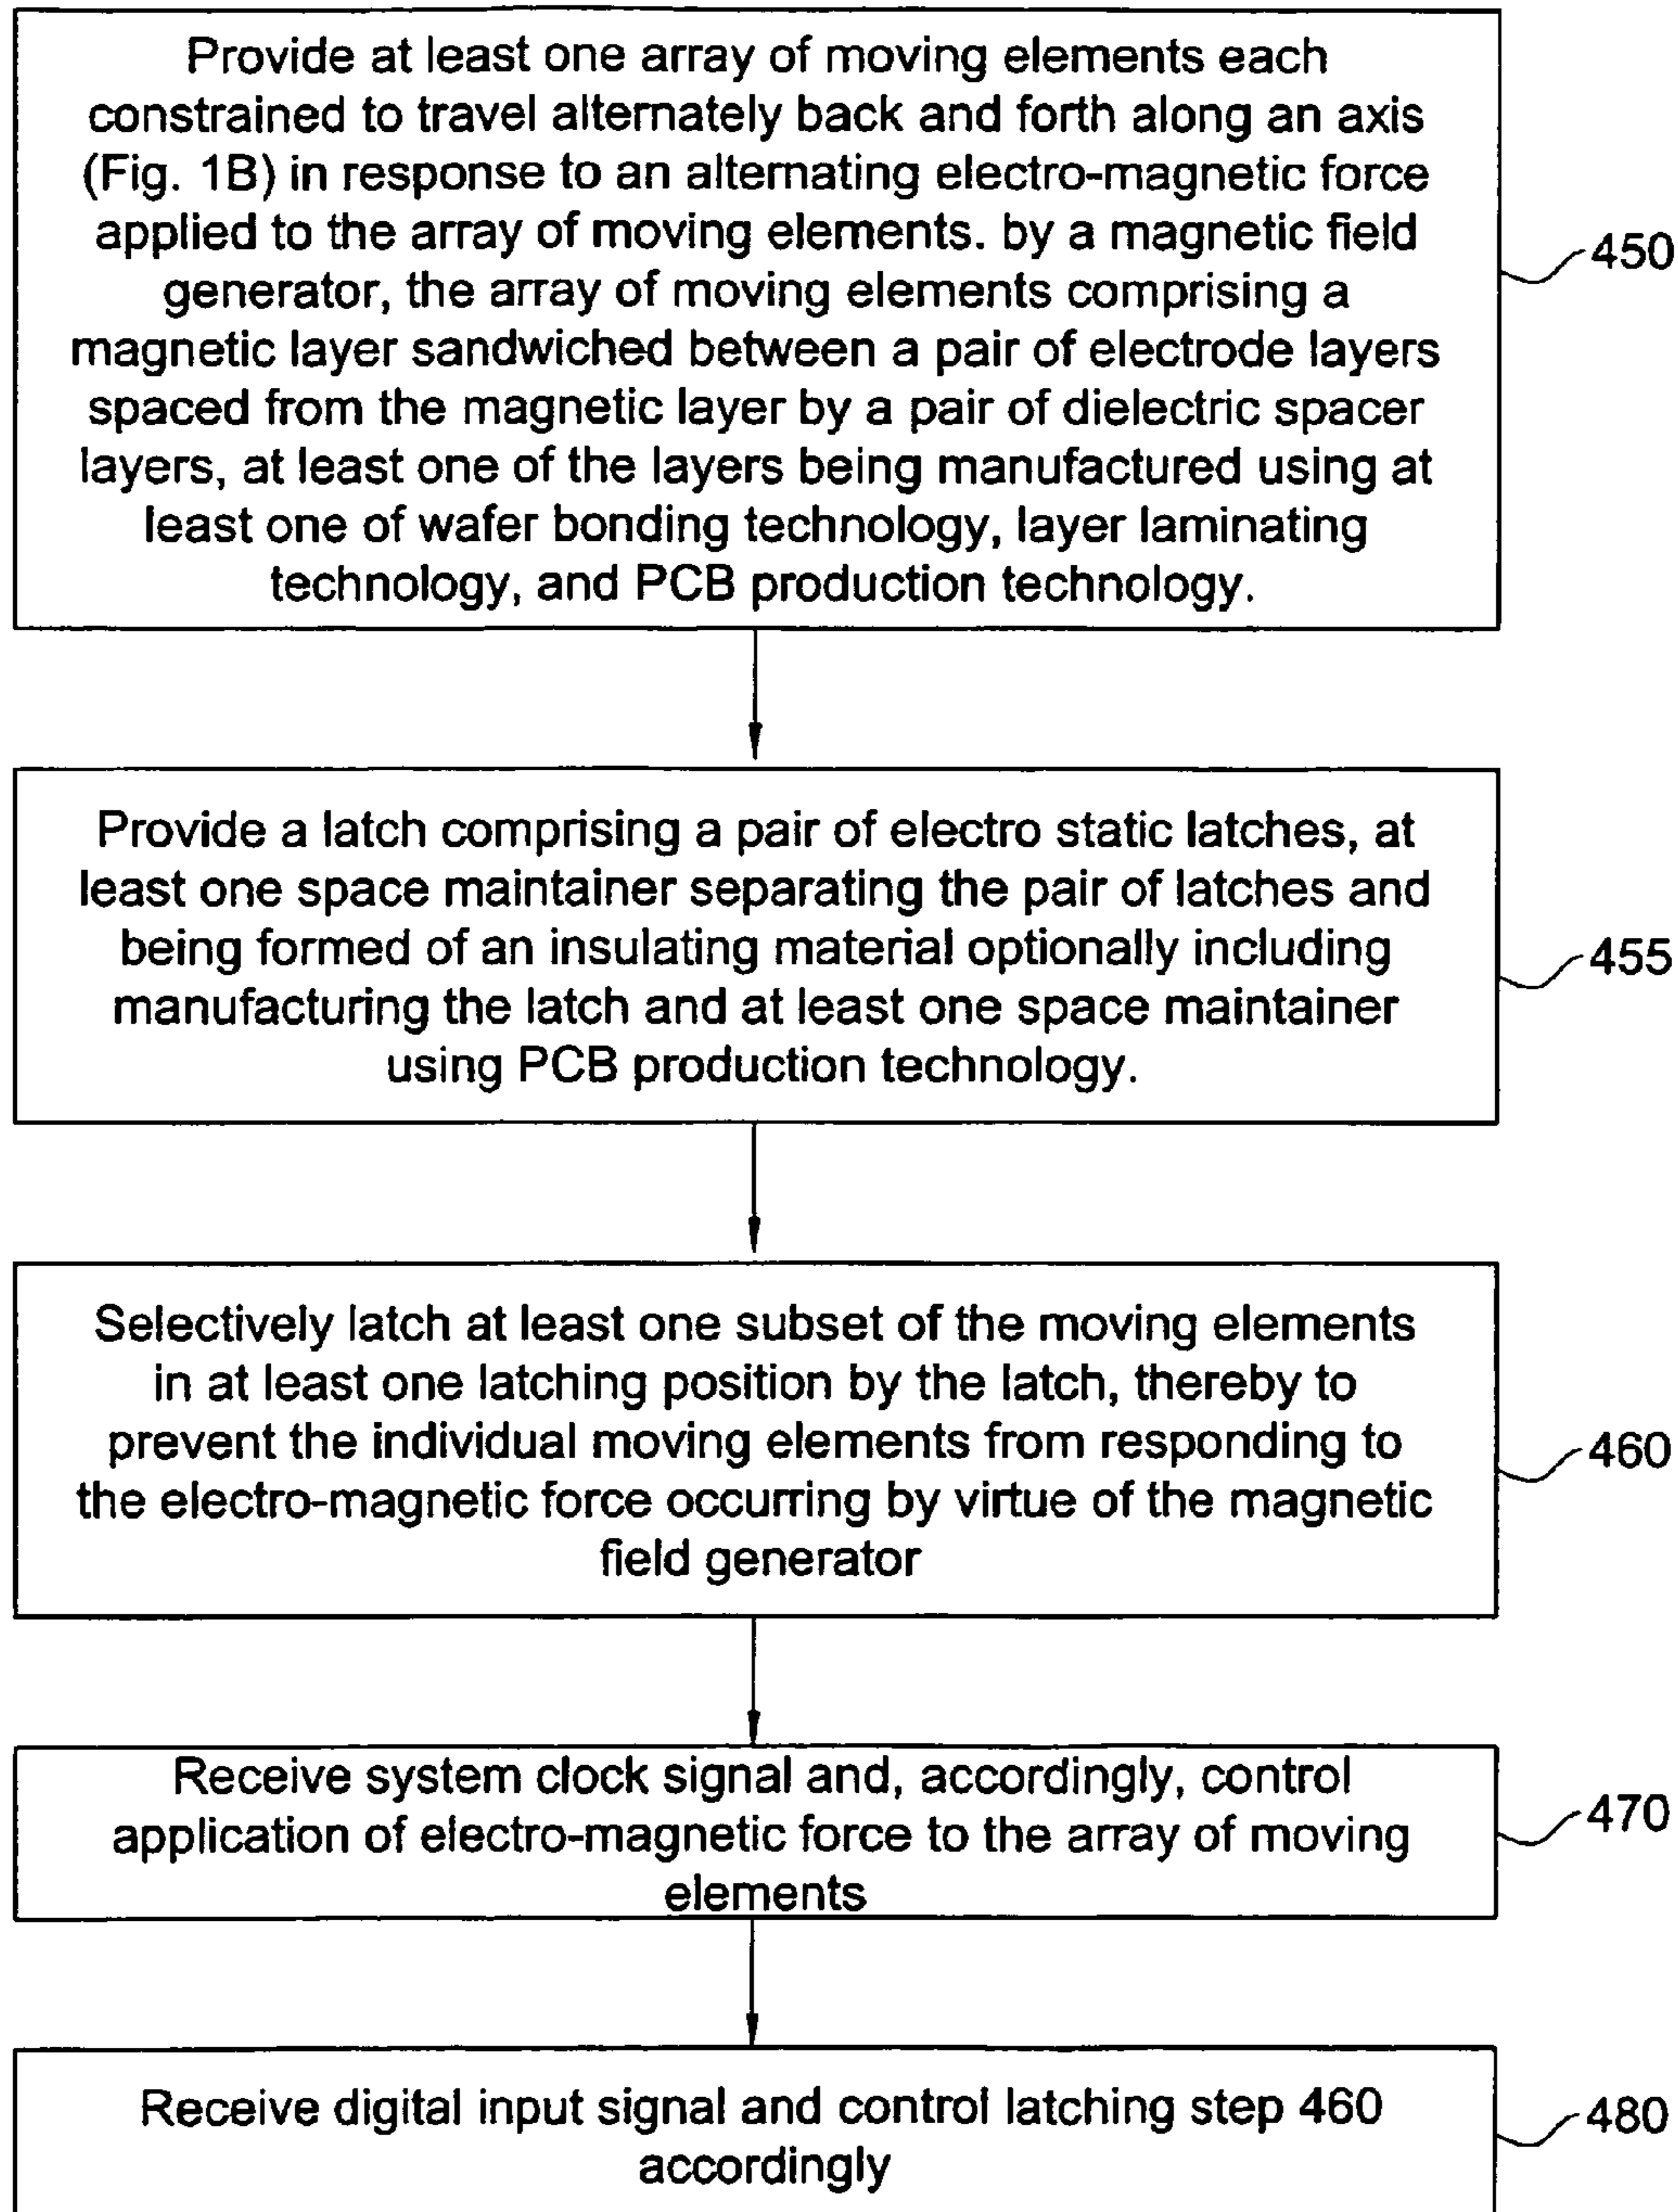 Provide at least one array of moving elements each
constrained to travel alternately back and forth along an axis
(Fig. 1B) in response to an alternating electro-magnetic force
applied to the array of moving elements. by a magnetic field
generator, the array of moving elements comprising a
magnetic layer sandwiched between a pair of electrode layers
spaced from the magnetic layer by a pair of dielectric spacer
layers, at least one of the layers being manufactured using at
least one of wafer bonding technology, layer laminating
technology, and PCB production technology.
450
Provide a latch comprising a pair of electro static latches, at
least one space maintainer separating the pair of latches and
being formed of an insulating material optionally including
manufacturing the latch and at least one space maintainer
using PCB production technology.
455
Selectively latch at least one subset of the moving elements
in at least one latching position by the latch, thereby to
prevent the individual moving elements from responding to
the electro-magnetic force occurring by virtue of the magnetic
field generator
460
Receive system clock signal and, accordingly, control
application of electro-magnetic force to the array of moving
elements
470
Receive digital input signal and control latching step 460
accordingly
480